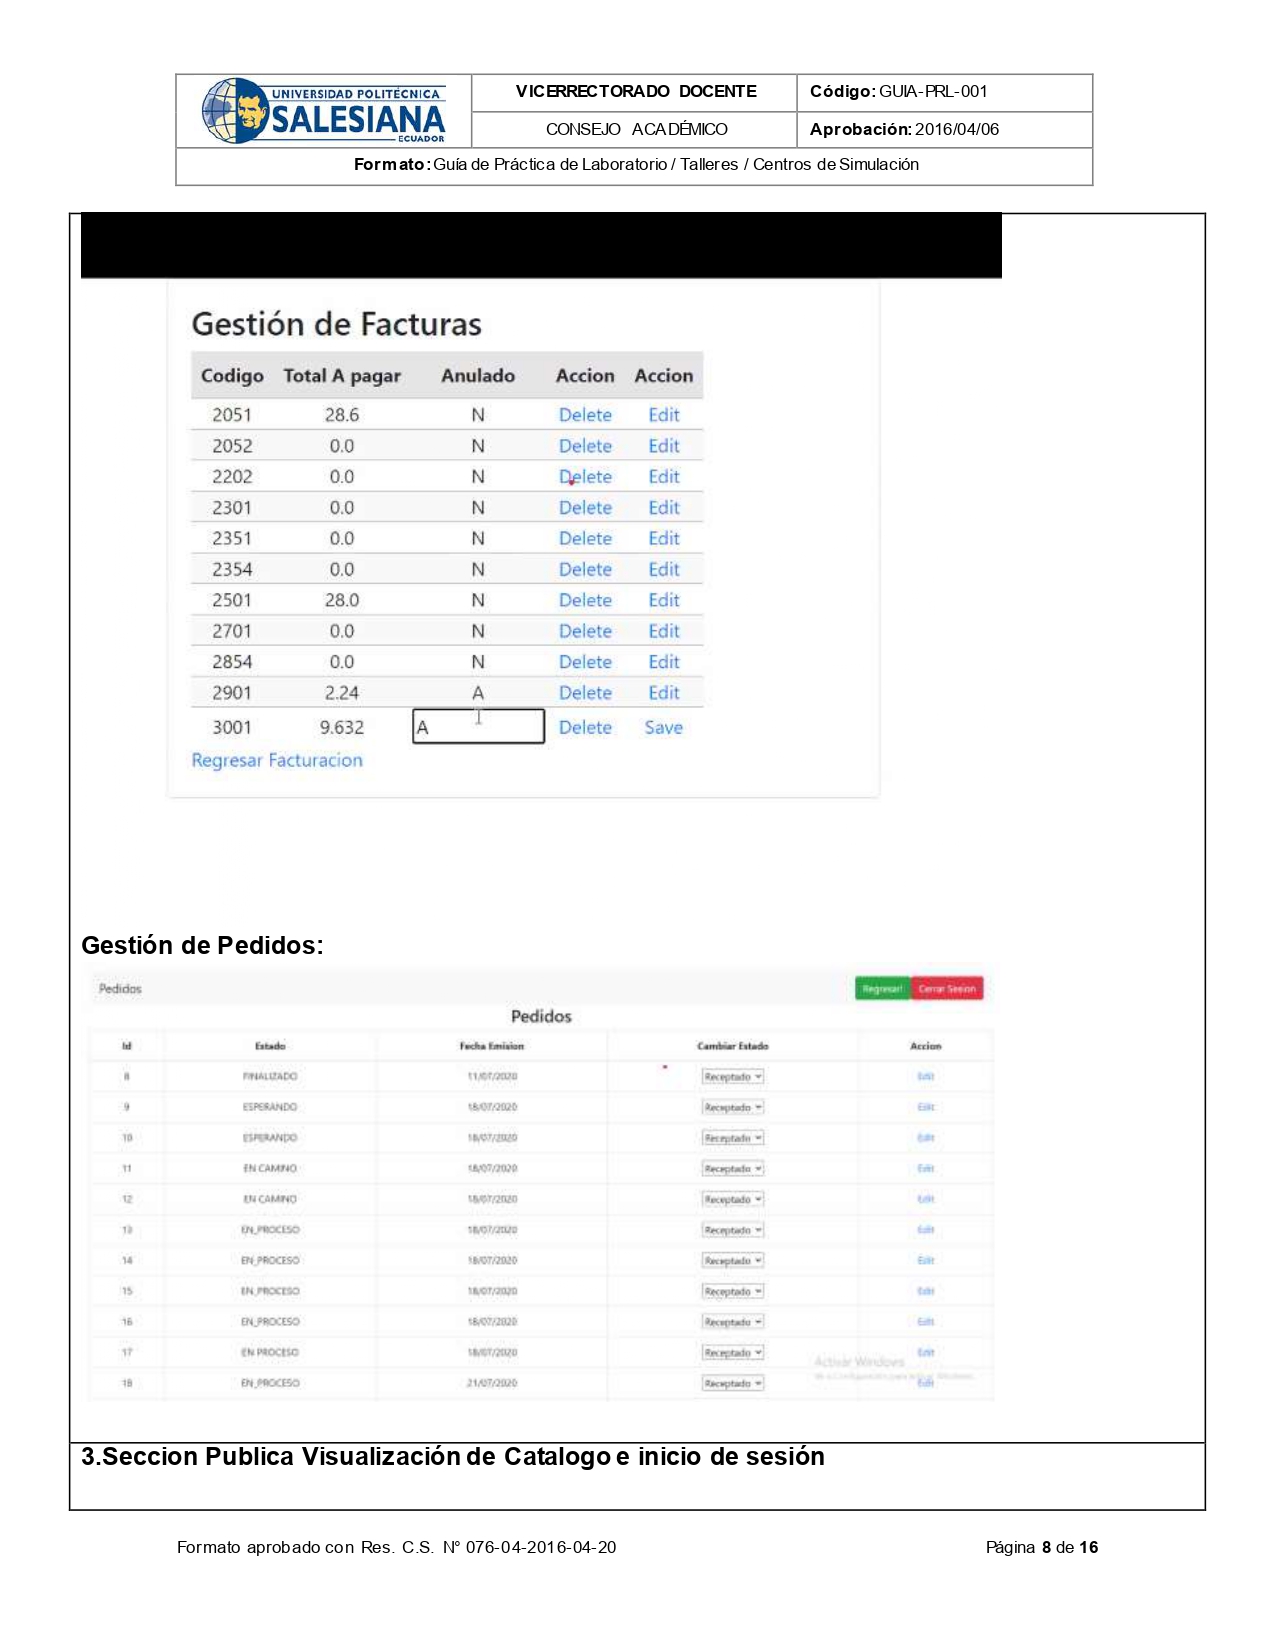 UNIVERSIDAD POLITÉCNICA
SALESIANA
ECUADOR
VICERRECTORADO DOCENTE
Código: GUIA-PRL-001
CONSEJO ACADÉMICO
Aprobación: 2016/04/06
Formato: Guía de Práctica de Laboratorio / Talleres / Centros de Simulación
Gestión de Facturas
Codigo Total A pagar Anulado Accion Accion
2051 28.6 N Delete Edit
2052 0.0 N Delete Edit
2202 0.0 N Delete Edit
2301 0.0 N Delete Edit
2351 0.0 N Delete Edit
2354 0.0 N Delete Edit
2501 28.0 N Delete Edit
2701 0.0 N Delete Edit
2854 0.0 N Delete Edit
2901 2.24 A Delete Edit
3001 9.632 A Delete Save
Regresar Facturacion
Gestión de Pedidos:
Pedidos Regresar! Cerrar Sesion
Pedidos
Id Estado Fecha Emision Cambiar Estado Accion
8 FINALIZADO 11/07/2020 Receptado Edit
9 ESPERANDO 18/07/2020 Receptado Edit
10 ESPERANDO 18/07/2020 Receptado Edit
11 EN CAMINO 18/07/2020 Receptado Edit
12 EN CAMINO 18/07/2020 Receptado Edit
13 EN_PROCESO 18/07/2020 Receptado Edit
14 EN_PROCESO 18/07/2020 Receptado Edit
15 EN_PROCESO 18/07/2020 Receptado Edit
16 EN_PROCESO 18/07/2020 Receptado Edit
17 EN PROCESO 18/07/2020 Receptado Edit
Activar Windows
18 EN_PROCESO 21/07/2020 Receptado Edit
3.Seccion Publica Visualización de Catalogo e inicio de sesión
Formato aprobado con Res. C.S. N° 076-04-2016-04-20
Página 8 de 16